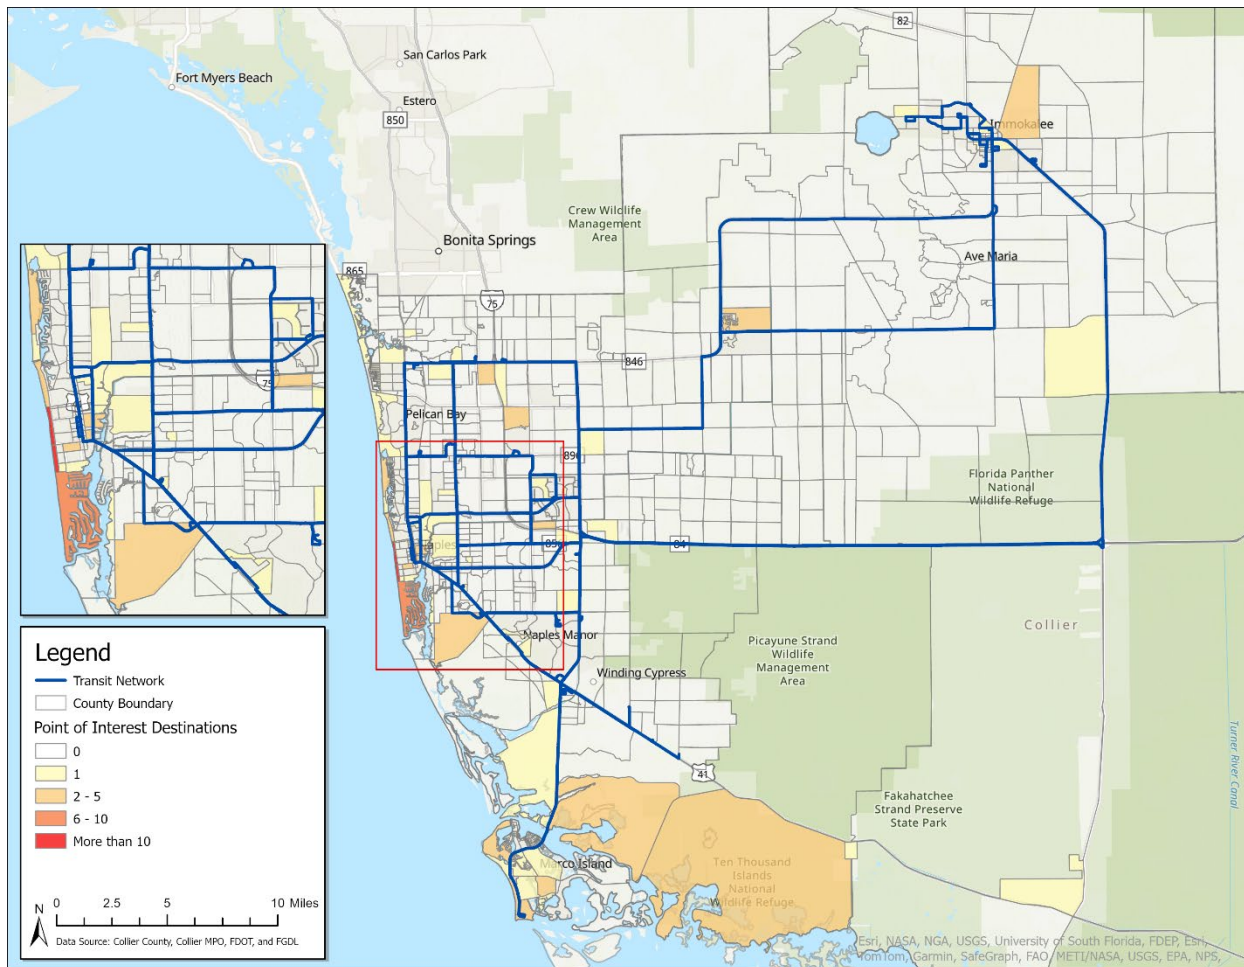 82
San Carlos Park
Fort Myers Beach
Estero
850
Immokalee
Crew Wildlife
Management
Area
Bonita Springs
Ave Maria
865
75
846
75
Pelican Bay
Florida Panther
National
Wildlife Refuge
84
Naples Manor
Collier
Picayune Strand
Wildlife
Management
Area
Winding Cypress
Turner River Canal
41
Fakahatchee
Strand Preserve
State Park
Marco Island
Ten Thousand
Islands
National
Wildlife Refuge
Legend
Transit Network
County Boundary
Point of Interest Destinations
0
1
2 - 5
6 - 10
More than 10
N
0 2.5 5 10 Miles
Data Source: Collier County, Collier MPO, FDOT, and FGDL
Esri, NASA, NGA, USGS, University of South Florida, FDEP, Esri,
TomTom, Garmin, SafeGraph, FAO, METI/NASA, USGS, EPA, NPS,